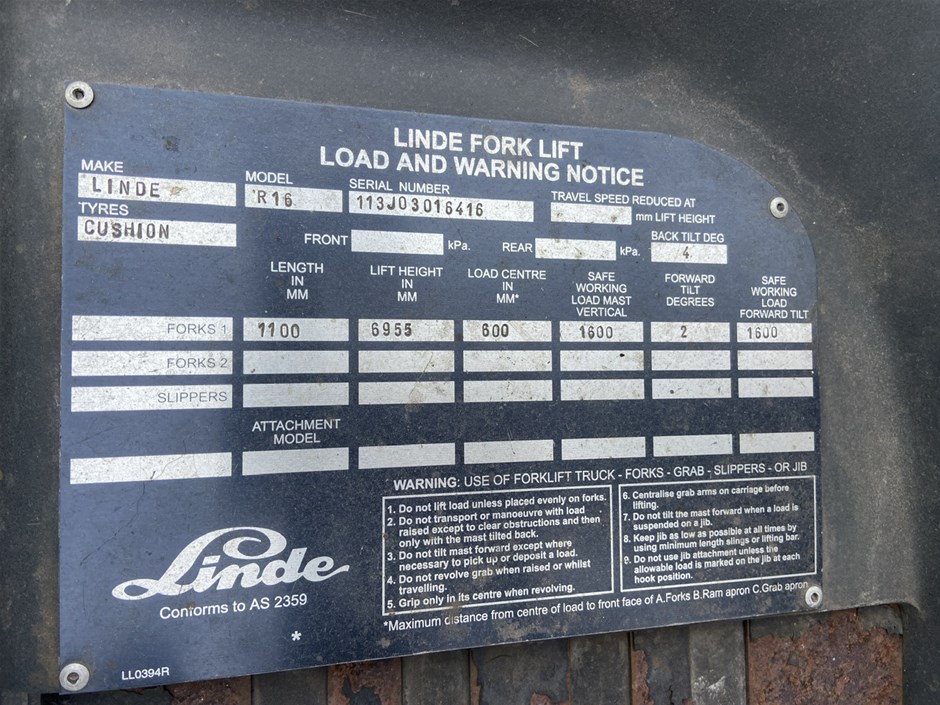 LINDE FORK LIFT
LOAD AND WARNING NOTICE
MAKE
LINDE
MODEL
R16
SERIAL NUMBER
113J03016416
TRAVEL SPEED REDUCED AT
mm LIFT HEIGHT
TYRES
CUSHION
FRONT kPa. REAR kPa.
BACK TILT DEG
4
LENGTH IN MM
LIFT HEIGHT IN MM
LOAD CENTRE IN MM*
SAFE WORKING LOAD MAST VERTICAL
FORWARD TILT DEGREES
SAFE WORKING LOAD FORWARD TILT
FORKS 1 1100 6955 600 1600 2 1600
FORKS 2
SLIPPERS
ATTACHMENT
MODEL
WARNING: USE OF FORKLIFT TRUCK - FORKS - GRAB - SLIPPERS - OR JIB
1. Do not lift load unless placed evenly on forks.
2. Do not transport or manoeuvre with load
raised except to clear obstructions and then
only with the mast tilted back.
3. Do not tilt mast forward except where
necessary to pick up or deposit a load.
4. Do not revolve grab when raised or whilst
travelling.
5. Grip only in its centre when revolving.
6. Centralise grab arms on carriage before
lifting.
7. Do not tilt the mast forward when a load is
suspended on a jib.
8. Keep jib as low as possible at all times by
using minimum length slings or lifting bar.
9. Do not use jib attachment unless the
allowable load is marked on the jib at each
hook position.
*Maximum distance from centre of load to front face of A.Forks B.Ram apron C.Grab apron
Linde
Conforms to AS 2359
*
LL0394R